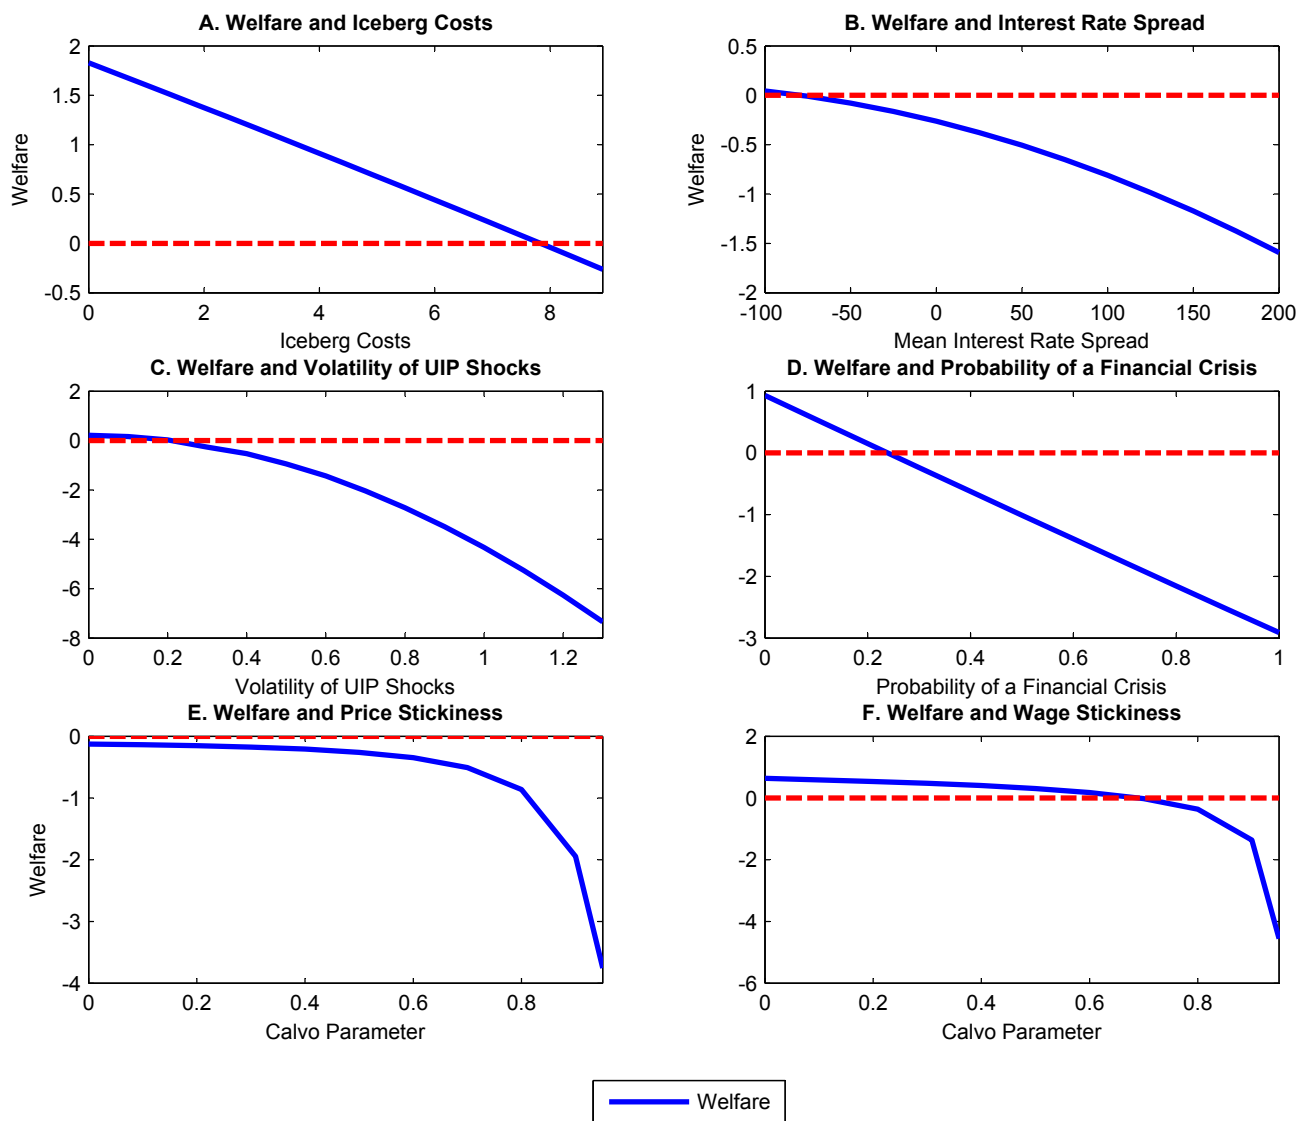 A. Welfare and Iceberg Costs
2
1.5
1
0.5
0
-0.5
Welfare
0 2 4 6 8
Iceberg Costs
B. Welfare and Interest Rate Spread
0.5
0
-0.5
-1
-1.5
-2
Welfare
-100 -50 0 50 100 150 200
Mean Interest Rate Spread
C. Welfare and Volatility of UIP Shocks
2
0
-2
-4
-6
-8
0 0.2 0.4 0.6 0.8 1 1.2
Volatility of UIP Shocks
D. Welfare and Probability of a Financial Crisis
1
0
-1
-2
-3
0 0.2 0.4 0.6 0.8 1
Probability of a Financial Crisis
E. Welfare and Price Stickiness
0
-1
-2
-3
-4
Welfare
0 0.2 0.4 0.6 0.8
Calvo Parameter
F. Welfare and Wage Stickiness
2
0
-2
-4
-6
0 0.2 0.4 0.6 0.8
Calvo Parameter
Welfare